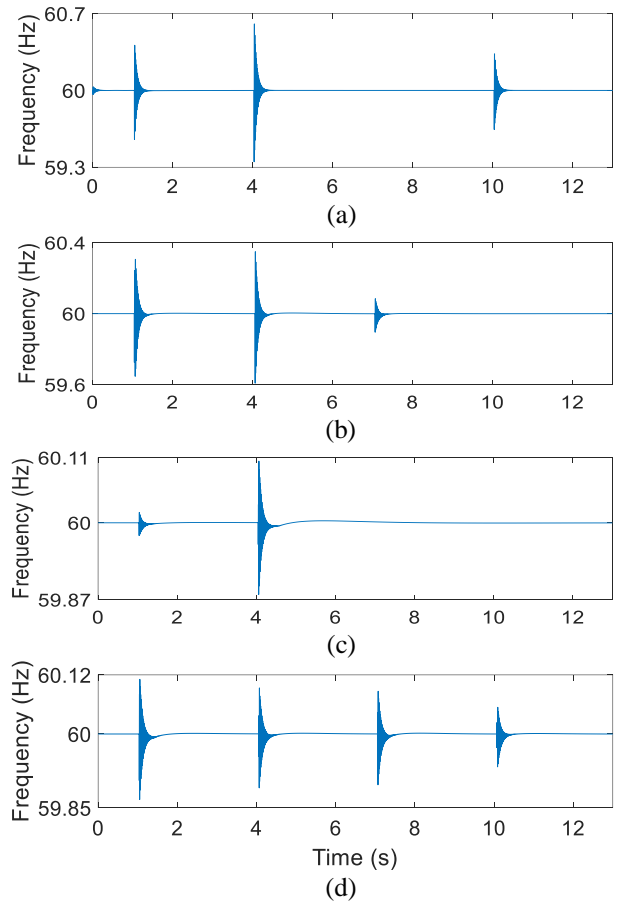 60.7
60
59.3
Frequency (Hz)
0 2 4 6 8 10 12
(a)
60.4
60
59.6
Frequency (Hz)
0 2 4 6 8 10 12
(b)
60.11
60
59.87
Frequency (Hz)
0 2 4 6 8 10 12
(c)
60.12
60
59.85
Frequency (Hz)
0 2 4 6 8 10 12
Time (s)
(d)